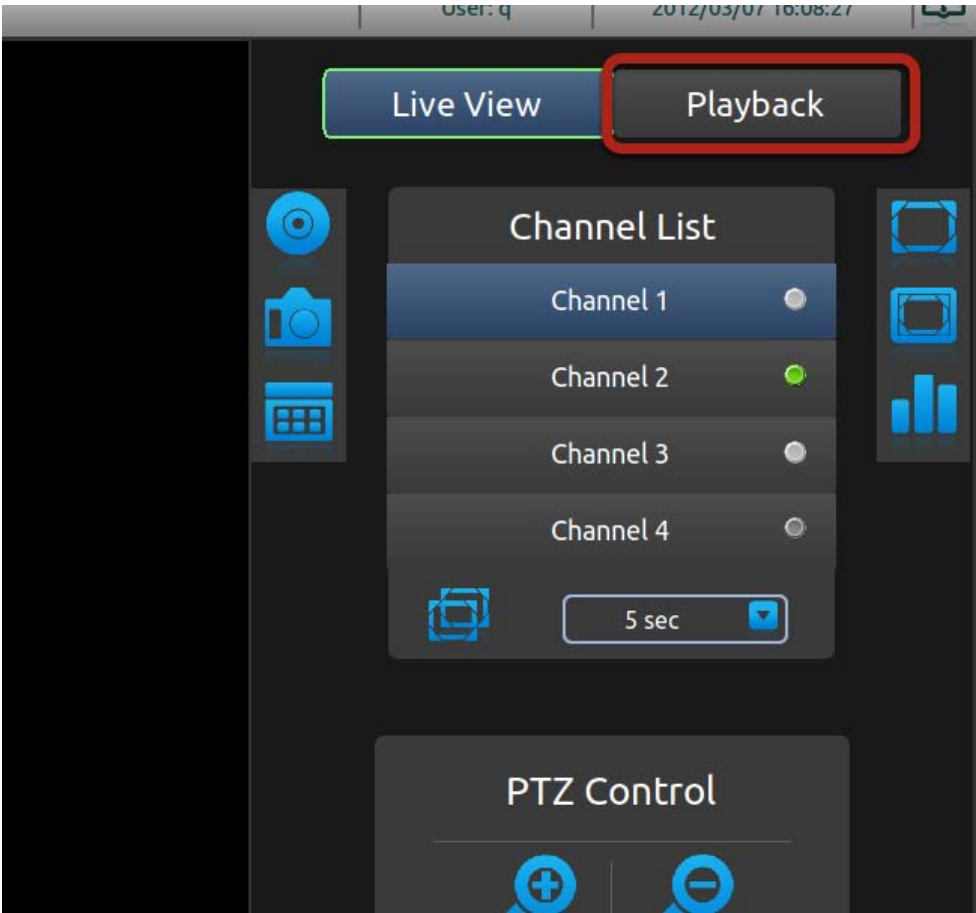 User: q 2012/03/07 16:08:27
Live View Playback
Channel List
Channel 1
Channel 2
Channel 3
Channel 4
5 sec
PTZ Control